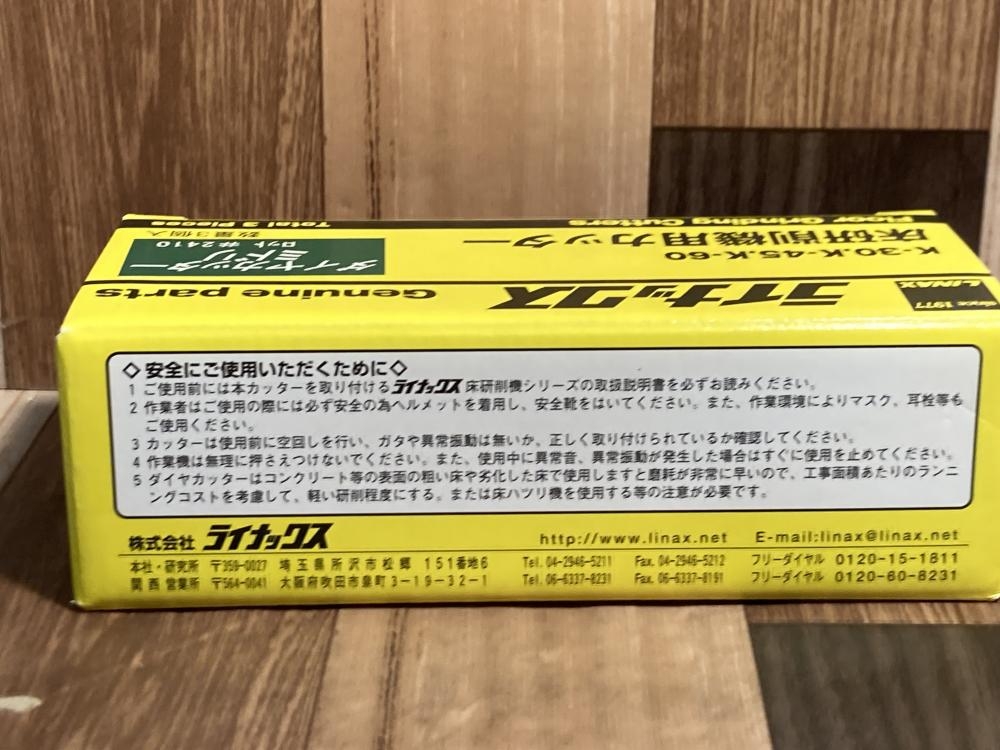 Total 3 Pieces
Floor Grinding Cutters
数量3個入
床研削機用カッター
ロット #2410
ダイヤカッター
ミドリ
K-30.K-45.K-60
Genuine parts
ライナックス
LINAX
since 1977
◇安全にご使用いただくために◇
1 ご使用前には本カッターを取り付けるライナックス床研削機シリーズの取扱説明書を必ずお読みください。
2 作業者はご使用の際には必ず安全の為ヘルメットを着用し、安全靴をはいてください。また、作業環境によりマスク、耳栓等も
ご使用ください。
3 カッターは使用前に空回しを行い、ガタや異常振動は無いか、正しく取り付けられているか確認してください。
4 作業機は無理に押さえつけないでください。また、使用中に異常音、異常振動が発生した場合はすぐに使用を止めてください。
5 ダイヤカッターはコンクリート等の表面の粗い床や劣化した床で使用しますと磨耗が非常に早いので、工事面積あたりのランニ
ングコストを考慮して、軽い研削程度にする。または床ハツリ機を使用する等の注意が必要です。
株式会社 ライナックス http://www.linax.net E-mail:linax@linax.net
本社・研究所 〒359-0027 埼玉県所沢市松郷 151番地6 Tel. 04-2946-5211 Fax. 04-2946-5212 フリーダイヤル 0120-15-1811
関西営業所 〒564-0041 大阪府吹田市泉町3-19-32-1 Tel. 06-6337-8231 Fax. 06-6337-8191 フリーダイヤル 0120-60-8231